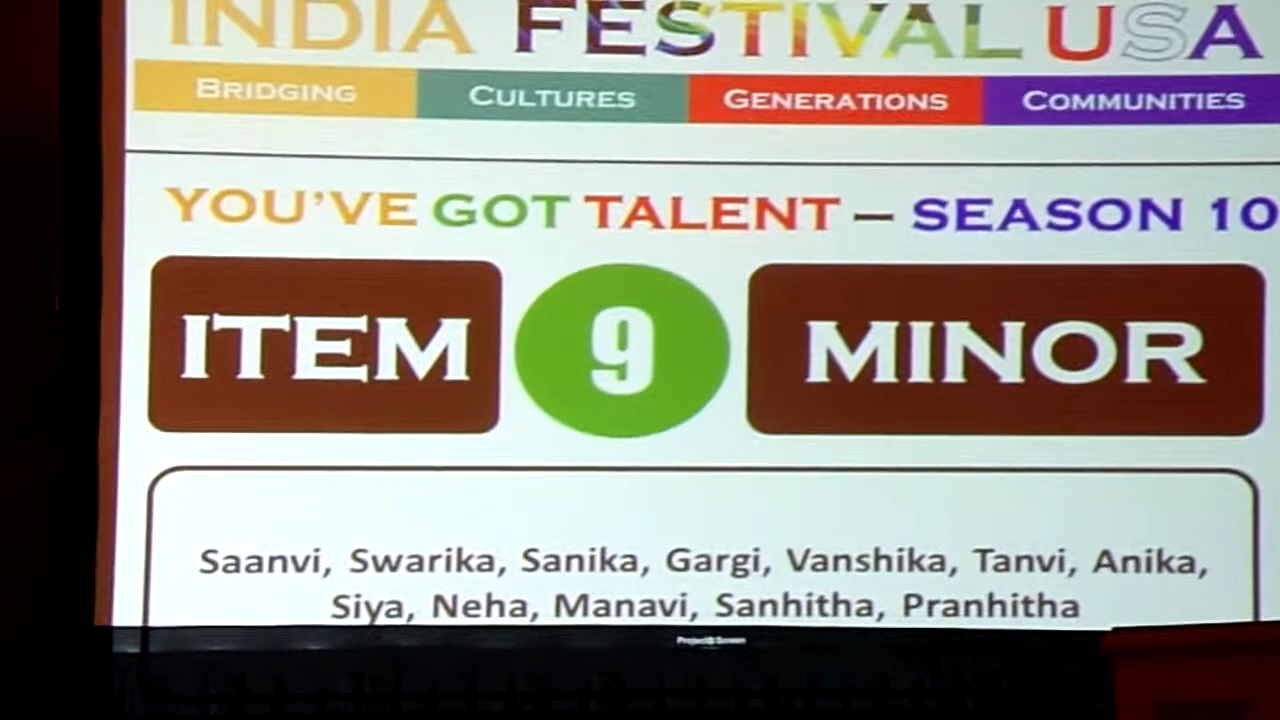 INDIA FESTIVAL USA
BRIDGING CULTURES GENERATIONS COMMUNITIES
YOU'VE GOT TALENT – SEASON 10
ITEM 9 MINOR
Saanvi, Swarika, Sanika, Gargi, Vanshika, Tanvi, Anika,
Siya, Neha, Manavi, Sanhitha, Pranhitha